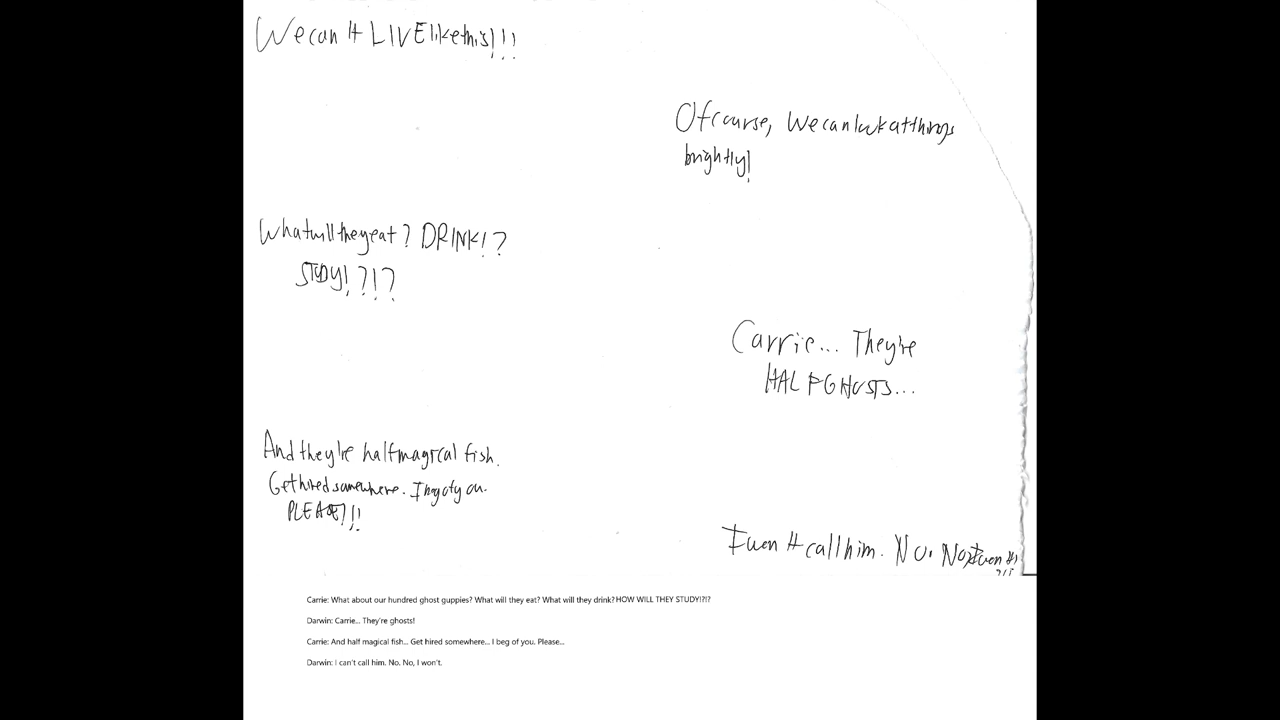 We can't LIVE like this!!!
Of course, We can look at things
brightly!
What will they eat? DRINK!?
STUDY!?!?
Carrie... They're
HALF GHOSTS...
And they're half magical fish.
Get hired somewhere. I beg of you.
PLEASE!!!
I won't call him. No. No, I won't!
Carrie: What about our hundred ghost guppies? What will they eat? What will they drink? HOW WILL THEY STUDY!?!?
Darwin: Carrie... They're ghosts!
Carrie: And half magical fish... Get hired somewhere... I beg of you. Please...
Darwin: I can't call him. No. No, I won't.